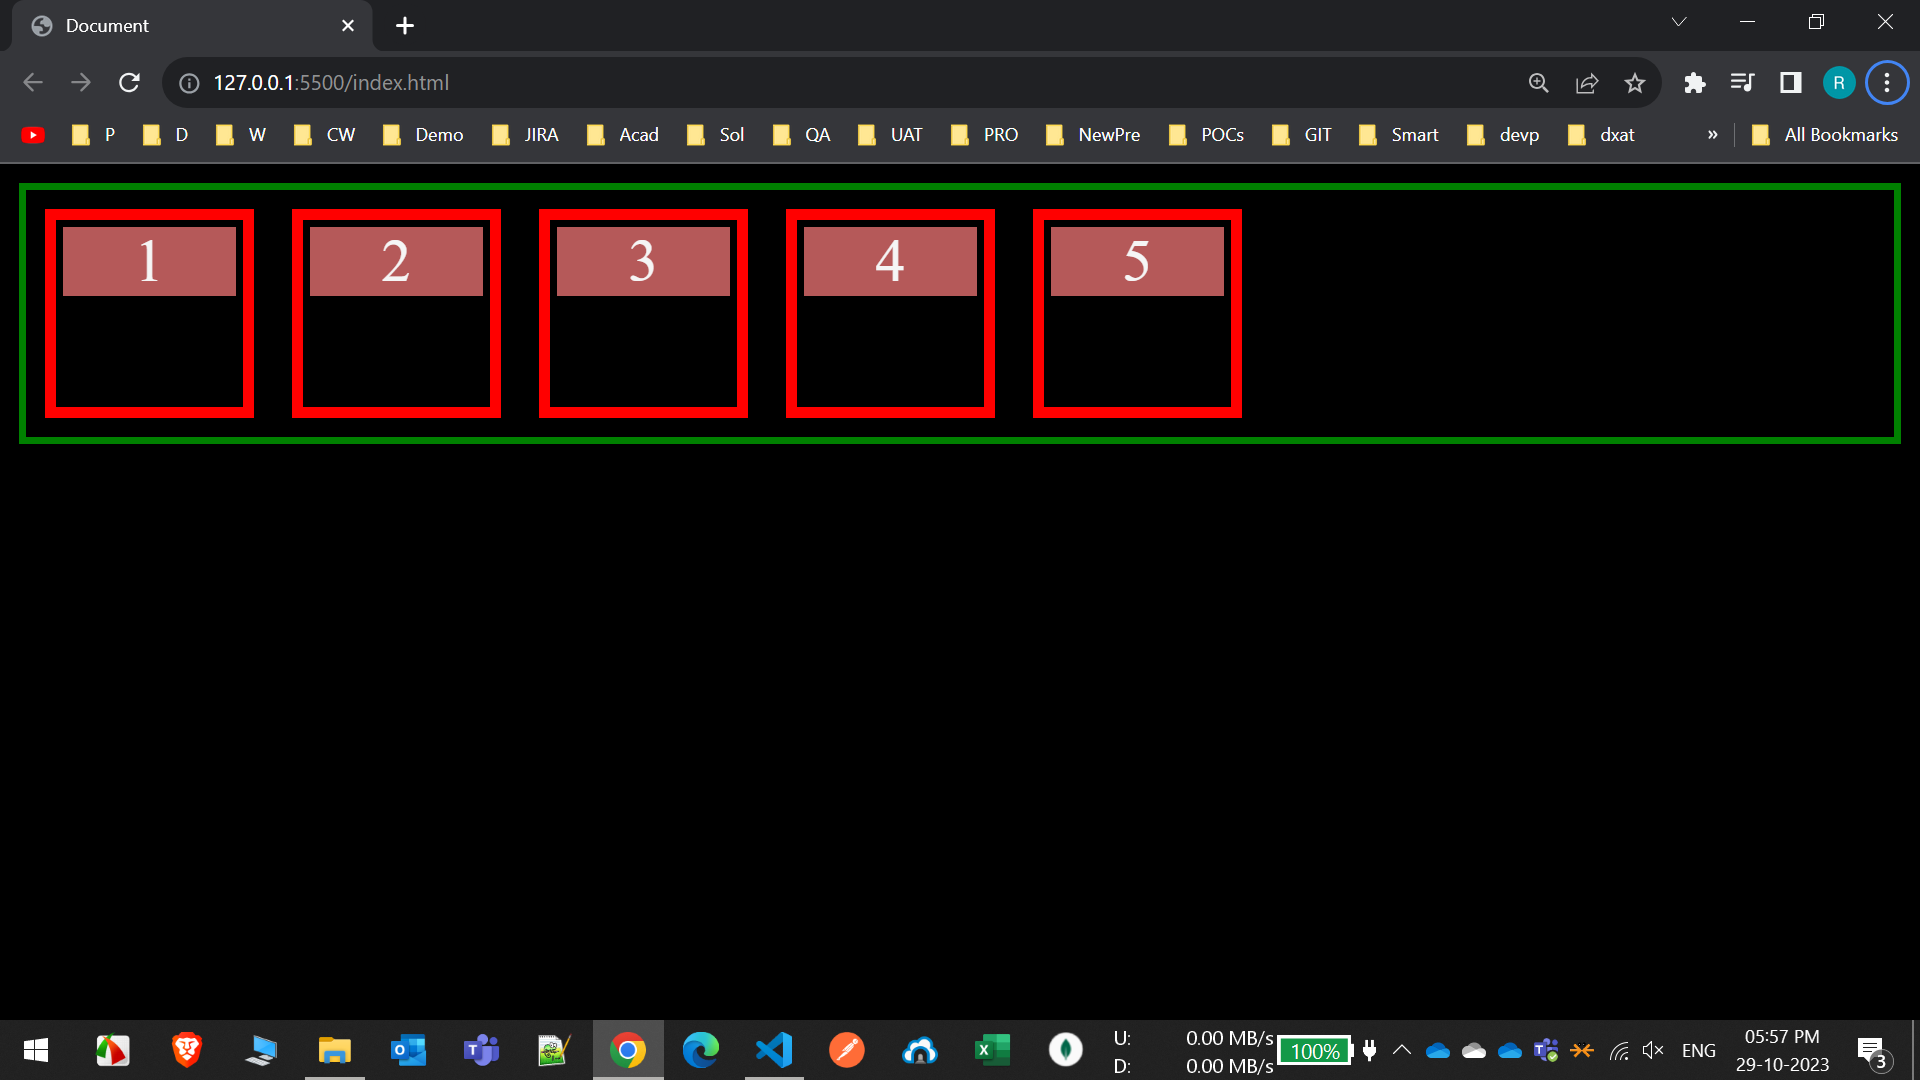 Document
127.0.0.1:5500/index.html
R
P D W CW Demo JIRA Acad Sol QA UAT PRO NewPre POCs GIT Smart devp dxat » All Bookmarks
1 2 3 4 5
U: 0.00 MB/s
D: 0.00 MB/s
100%
ENG
05:57 PM
29-10-2023
3